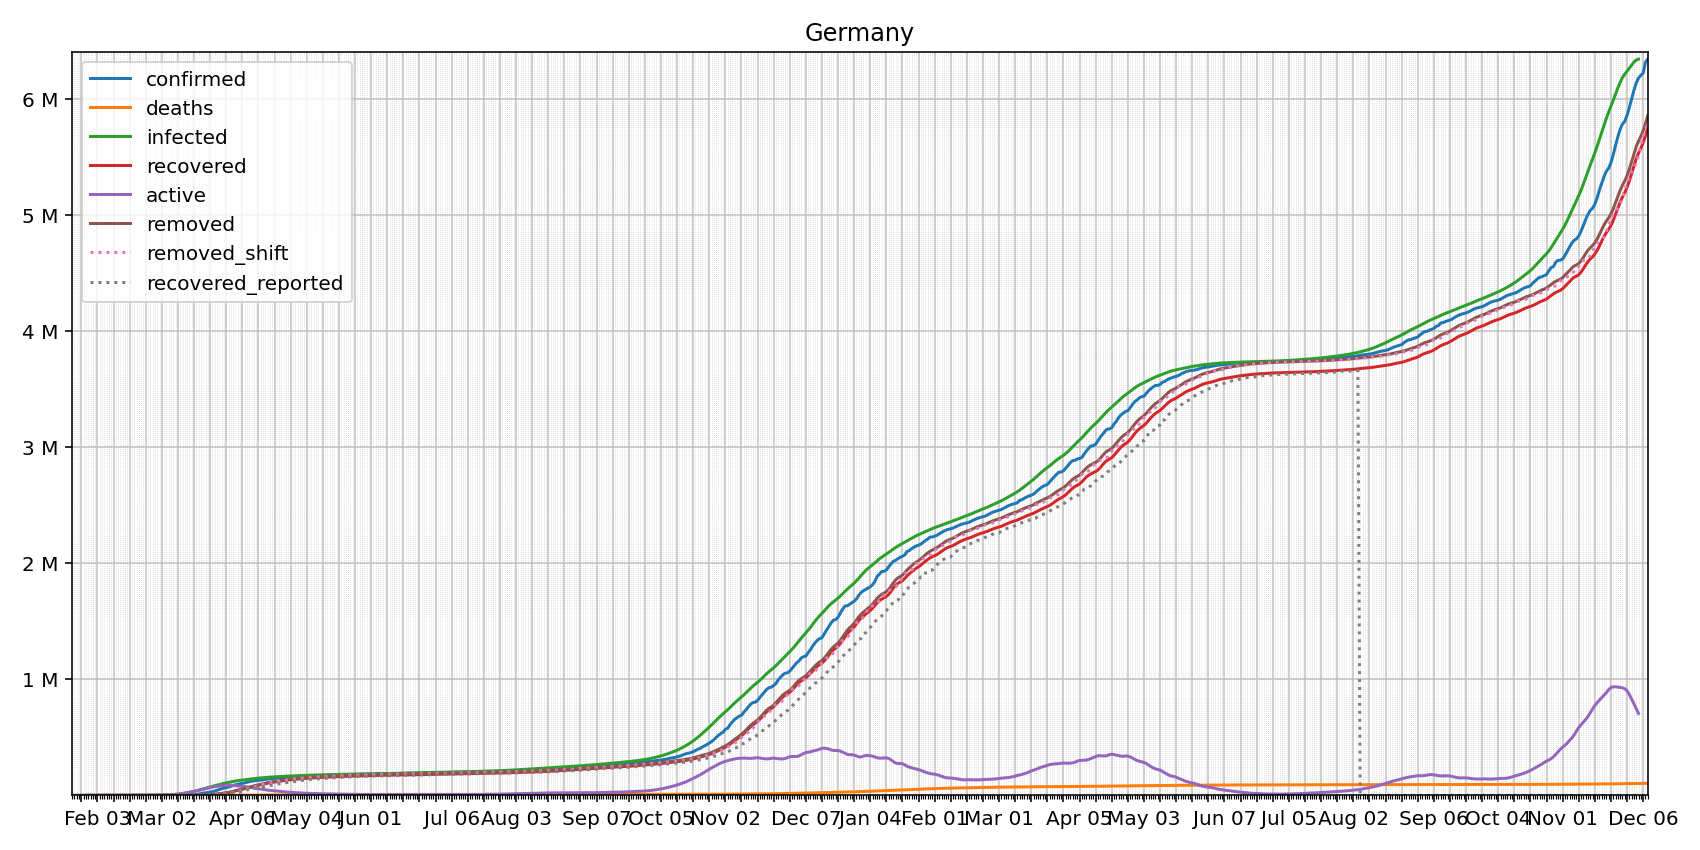 Germany
confirmed
deaths
infected
recovered
active
removed
removed_shift
recovered_reported
6 M
5 M
4 M
3 M
2 M
1 M
Feb 03 Mar 02 Apr 06 May 04 Jun 01 Jul 06 Aug 03 Sep 07 Oct 05 Nov 02 Dec 07 Jan 04 Feb 01 Mar 01 Apr 05 May 03 Jun 07 Jul 05 Aug 02 Sep 06 Oct 04 Nov 01 Dec 06